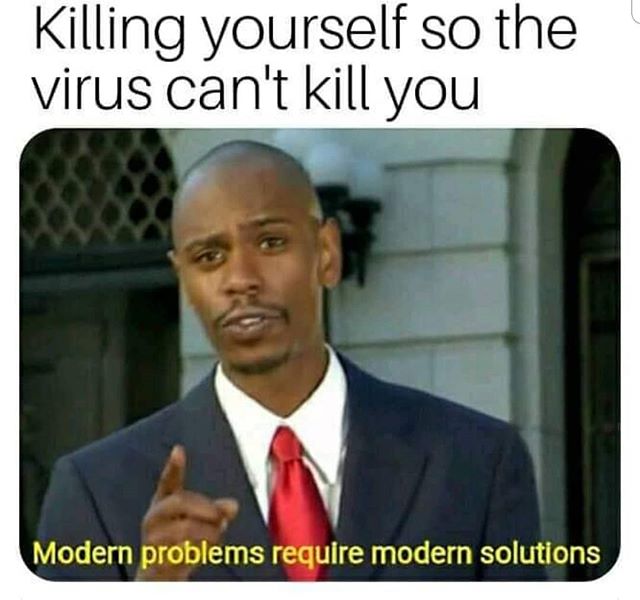 Killing yourself so the
virus can't kill you
Modern problems require modern solutions